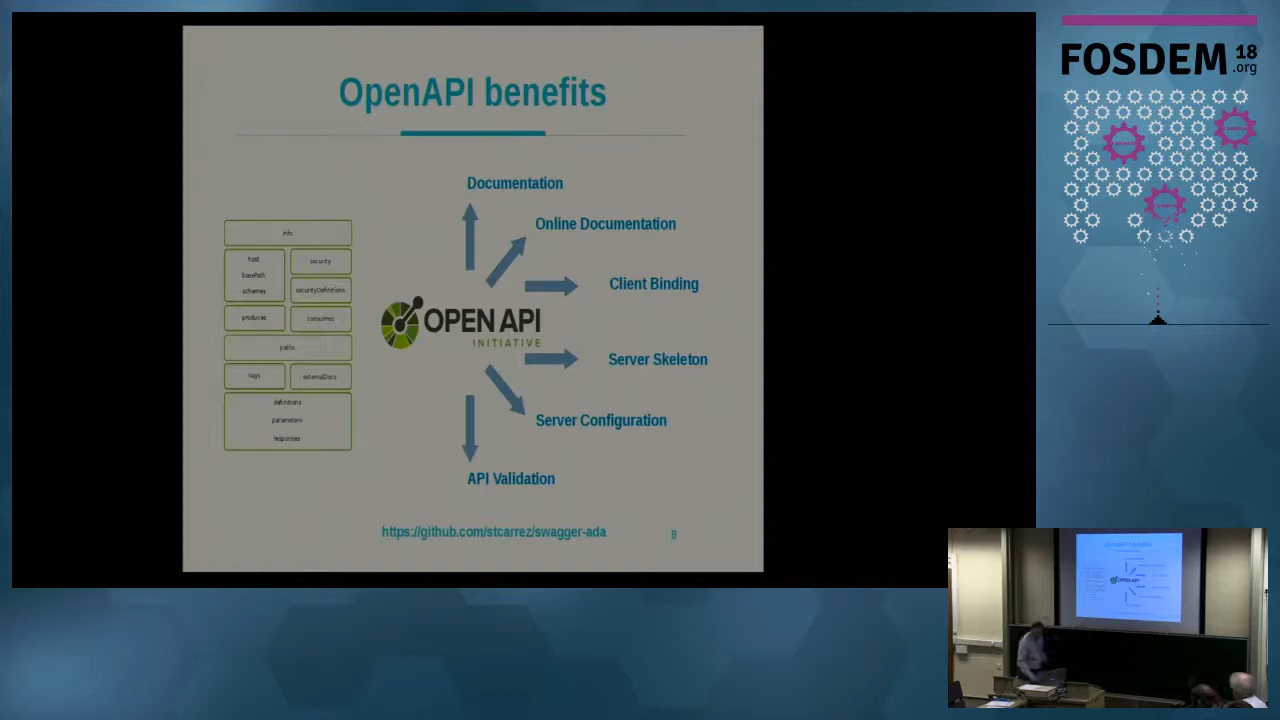 OpenAPI benefits
Documentation
Online Documentation
Client Binding
Server Skeleton
Server Configuration
API Validation
info
host
basePath
schemes
security
securityDefinitions
produces
consumes
paths
tags
externalDocs
definitions
parameters
responses
OPEN API
INITIATIVE
https://github.com/stcarrez/swagger-ada
8
FOSDEM 18
.org